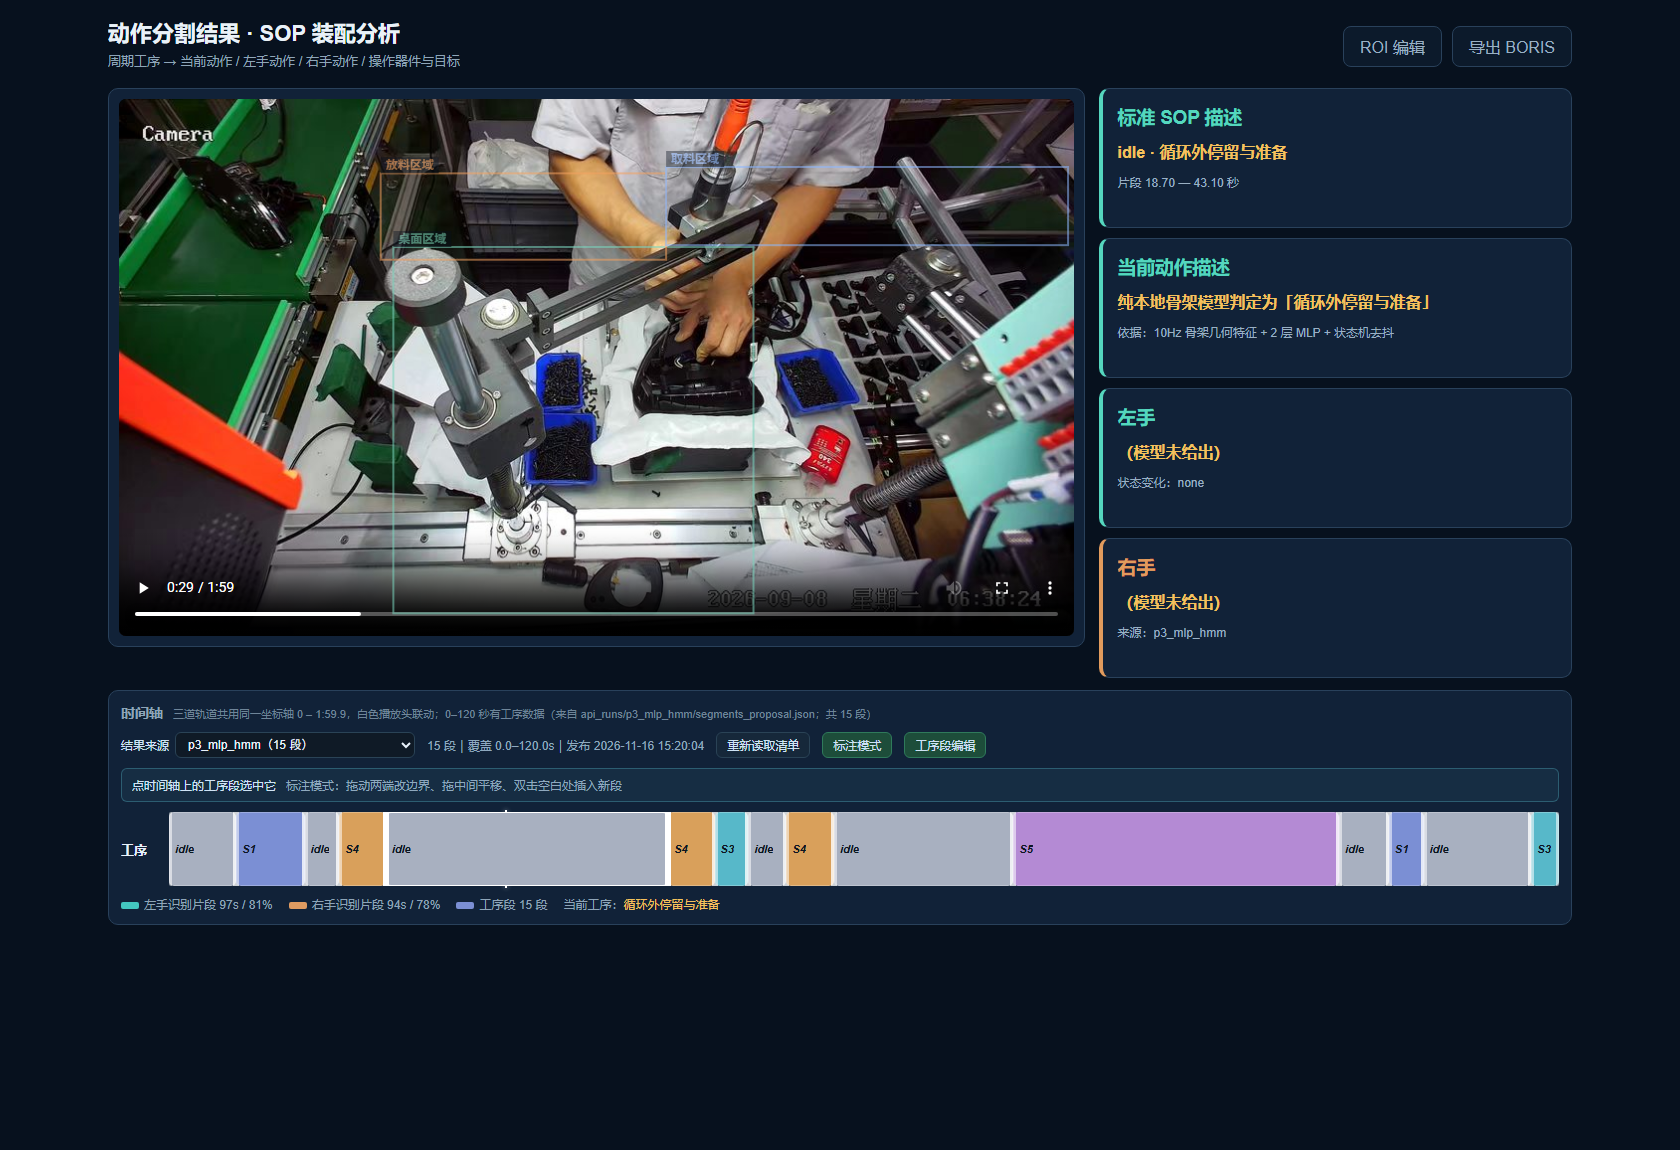 动作分割结果 · SOP 装配分析
周期工序 → 当前动作 / 左手动作 / 右手动作 / 操作器件与目标
ROI 编辑
导出 BORIS
Camera
放料区域
取料区域
桌面区域
0:29 / 1:59
2026-09-08 星期二 06:38:24
标准 SOP 描述
idle · 循环外停留与准备
片段 18.70 — 43.10 秒
当前动作描述
纯本地骨架模型判定为「循环外停留与准备」
依据：10Hz 骨架几何特征 + 2 层 MLP + 状态机去抖
左手
（模型未给出）
状态变化：none
右手
（模型未给出）
来源：p3_mlp_hmm
时间轴 三道轨道共用同一坐标轴 0 – 1:59.9，白色播放头联动；0–120 秒有工序数据（来自 api_runs/p3_mlp_hmm/segments_proposal.json；共 15 段）
结果来源 p3_mlp_hmm（15 段） 15 段 | 覆盖 0.0–120.0s | 发布 2026-11-16 15:20:04 重新读取清单 标注模式 工序段编辑
点时间轴上的工序段选中它 标注模式：拖动两端改边界、拖中间平移、双击空白处插入新段
工序 idle S1 idle S4 idle S4 S3 idle S4 idle S5 idle S1 idle S3
左手识别片段 97s / 81% 右手识别片段 94s / 78% 工序段 15 段 当前工序：循环外停留与准备